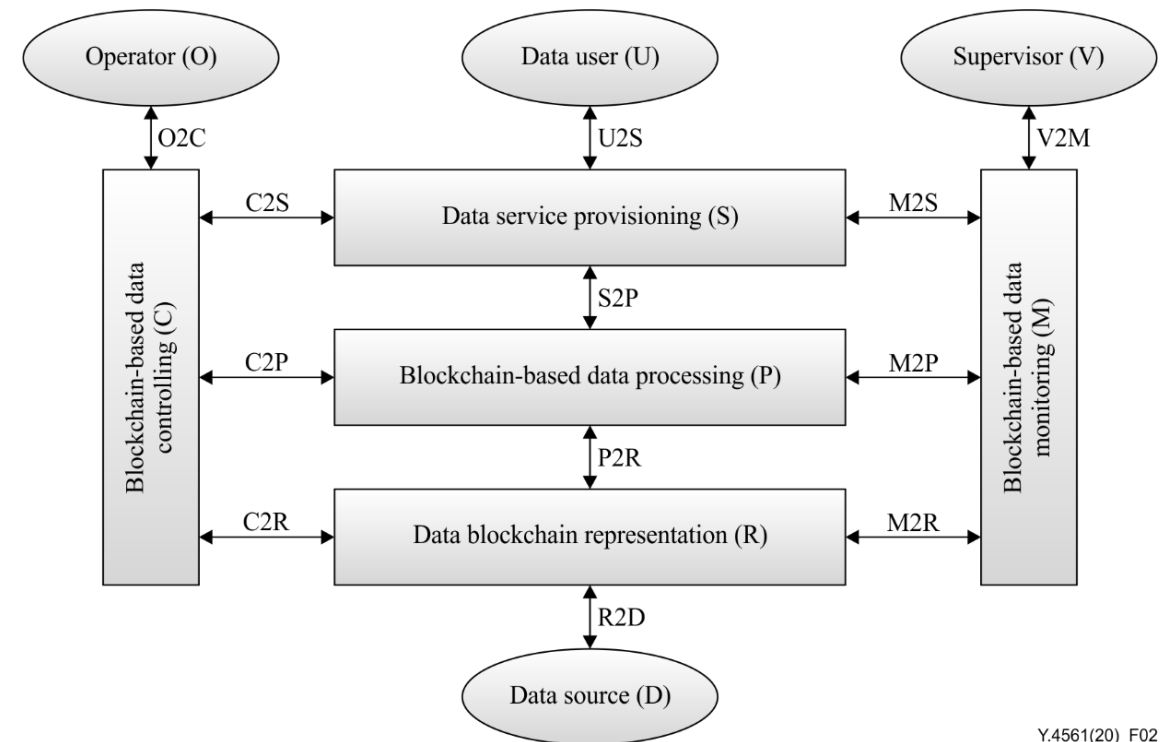 Operator (O)
Data user (U)
Supervisor (V)
O2C
U2S
V2M
C2S
Data service provisioning (S)
M2S
S2P
Blockchain-based data
controlling (C)
C2P
Blockchain-based data processing (P)
M2P
Blockchain-based data
monitoring (M)
P2R
C2R
Data blockchain representation (R)
M2R
R2D
Data source (D)
Y.4561(20)_F02